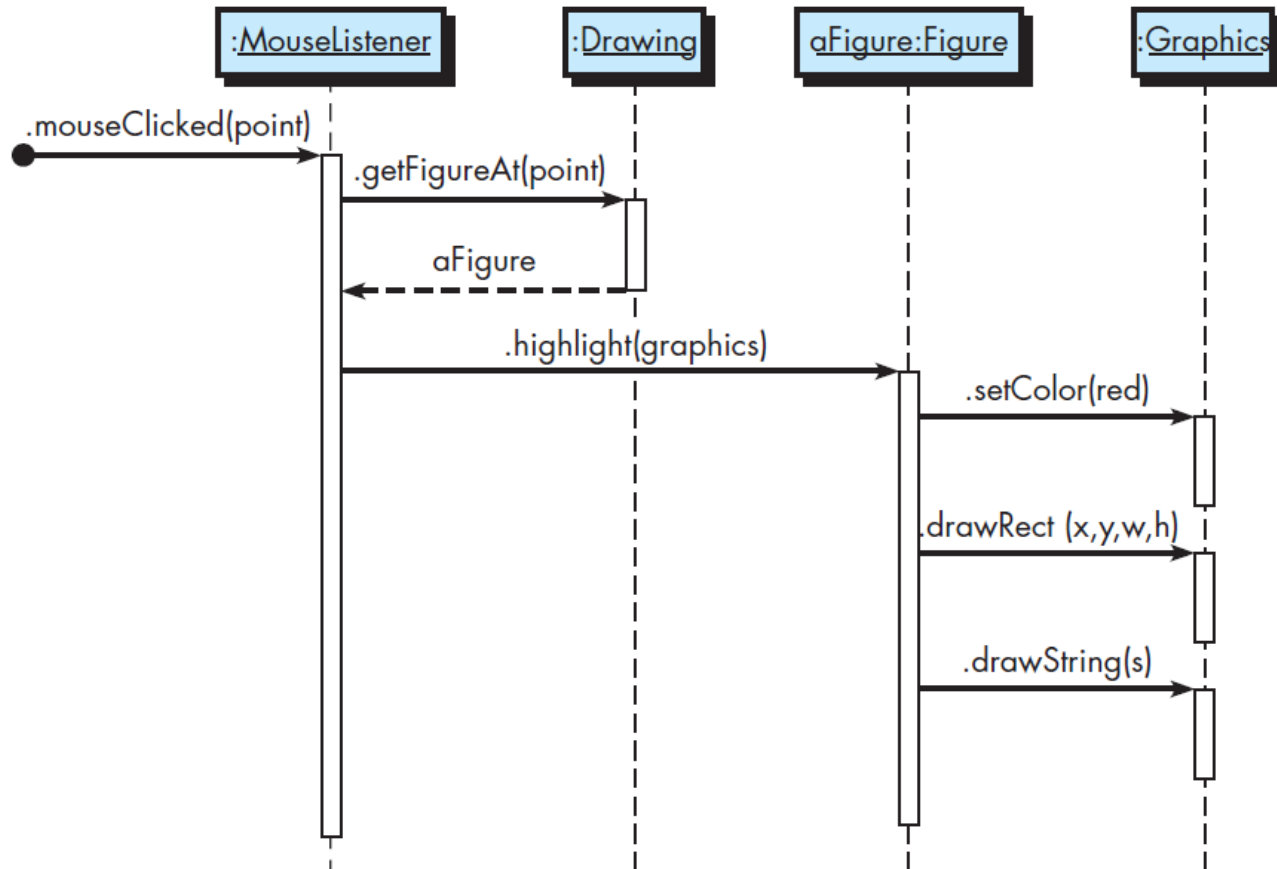 :MouseListener
:Drawing
aFigure:Figure
:Graphics
.mouseClicked(point)
.getFigureAt(point)
aFigure
.highlight(graphics)
.setColor(red)
.drawRect (x,y,w,h)
.drawString(s)